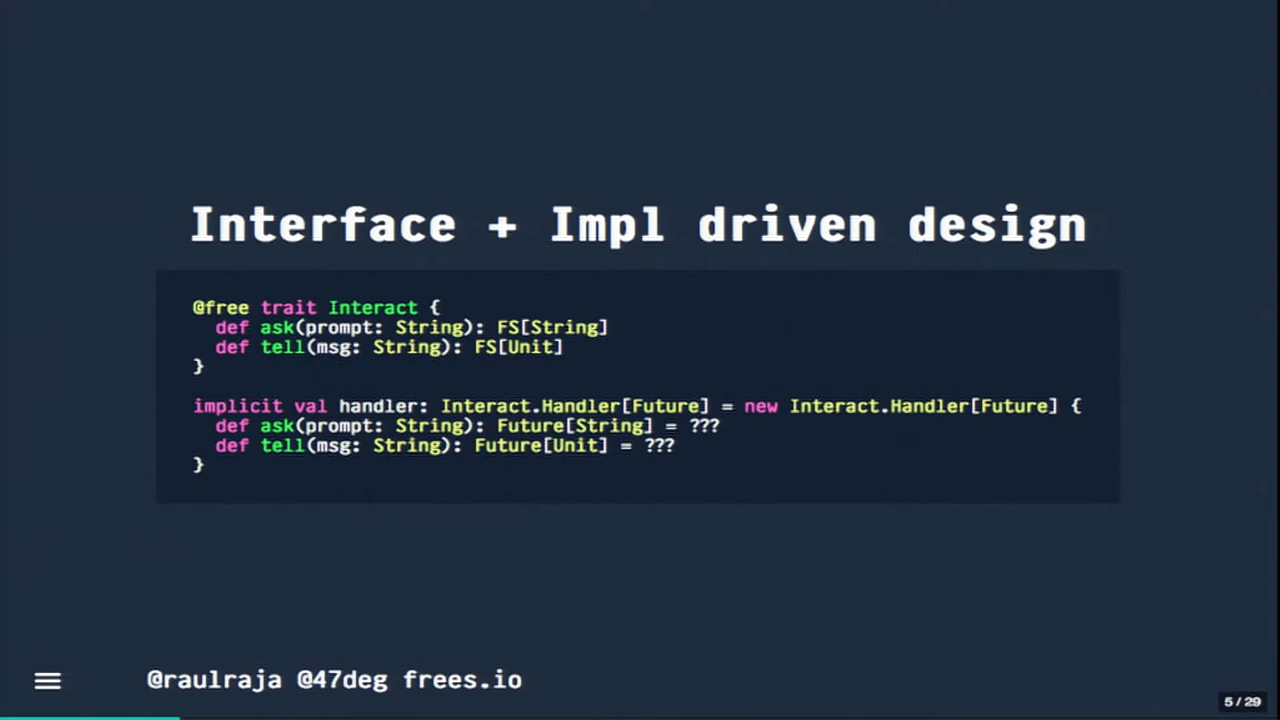 Interface + Impl driven design
@free trait Interact {
  def ask(prompt: String): FS[String]
  def tell(msg: String): FS[Unit]
}
implicit val handler: Interact.Handler[Future] = new Interact.Handler[Future] {
  def ask(prompt: String): Future[String] = ???
  def tell(msg: String): Future[Unit] = ???
}
@raulraja @47deg frees.io
5 / 29